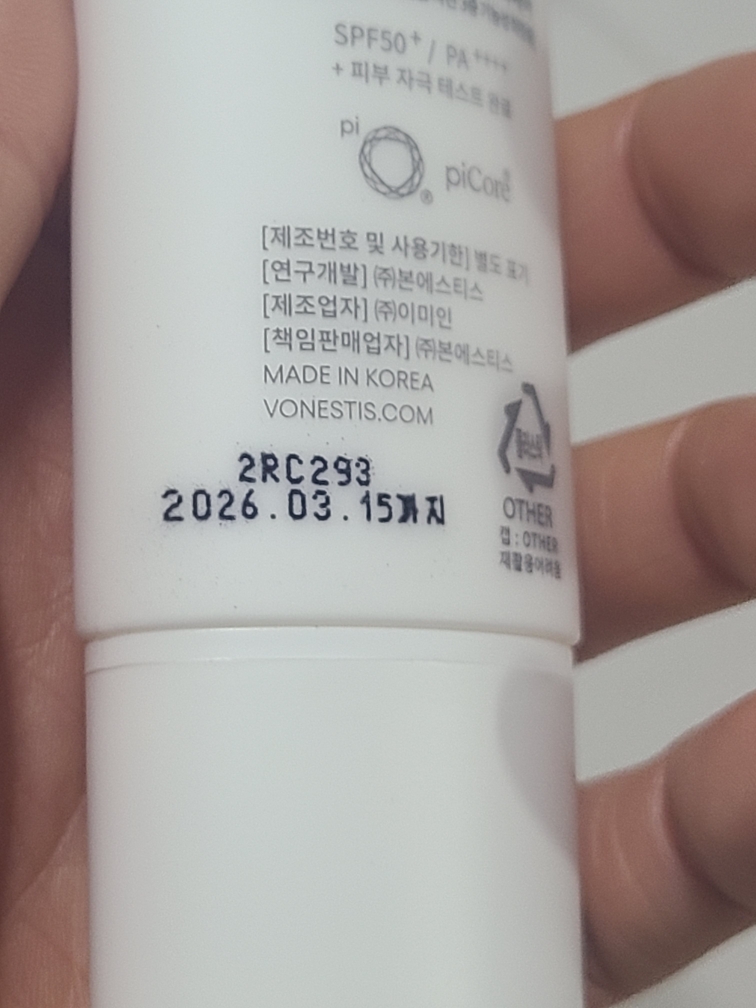 SPF50+ / PA++++
+ 피부 자극 테스트 완료
pi
piCore®
[제조번호 및 사용기한] 별도 표기
[연구개발] ㈜본에스티스
[제조업자] ㈜이미인
[책임판매업자] ㈜본에스티스
MADE IN KOREA
VONESTIS.COM
2RC293
2026.03.15까지
플라스틱
OTHER
캡 : OTHER
재활용어려움